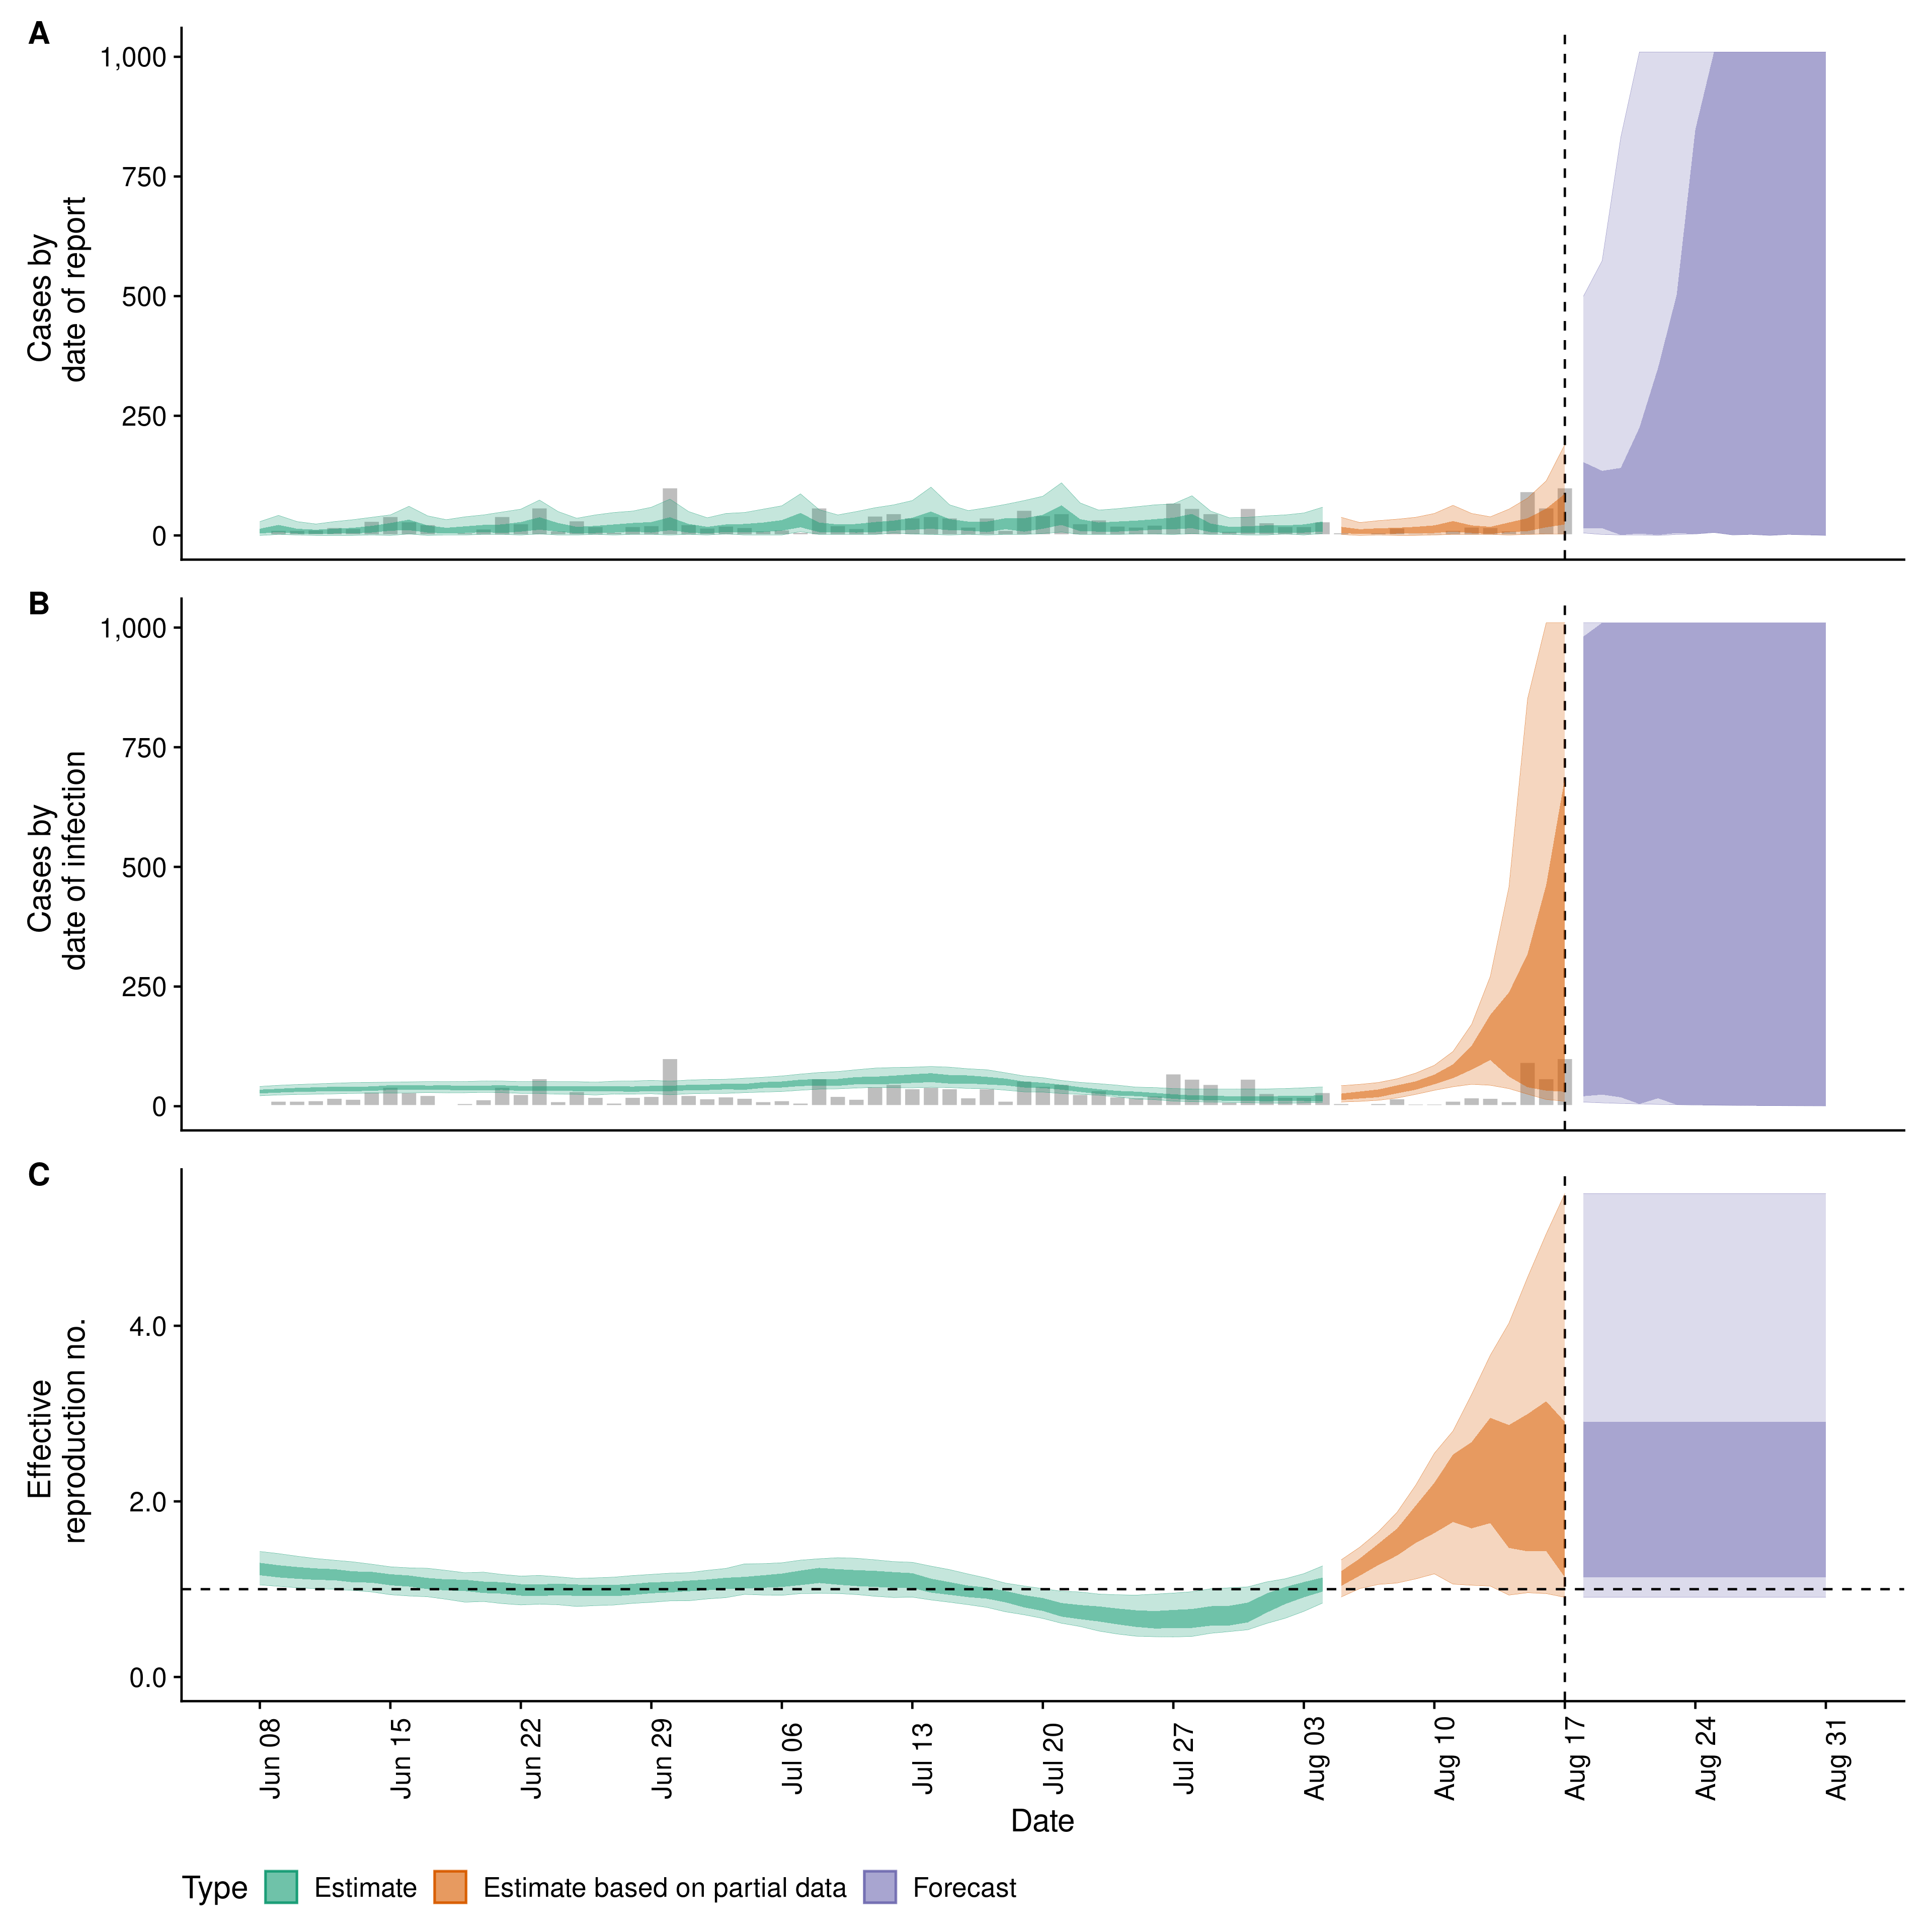 A
1,000
750
500
250
0
Cases by
date of report
B
1,000
750
500
250
0
Cases by
date of infection
C
4.0
2.0
0.0
Effective
reproduction no.
Jun 08
Jun 15
Jun 22
Jun 29
Jul 06
Jul 13
Jul 20
Jul 27
Aug 03
Aug 10
Aug 17
Aug 24
Aug 31
Date
Type Estimate Estimate based on partial data Forecast